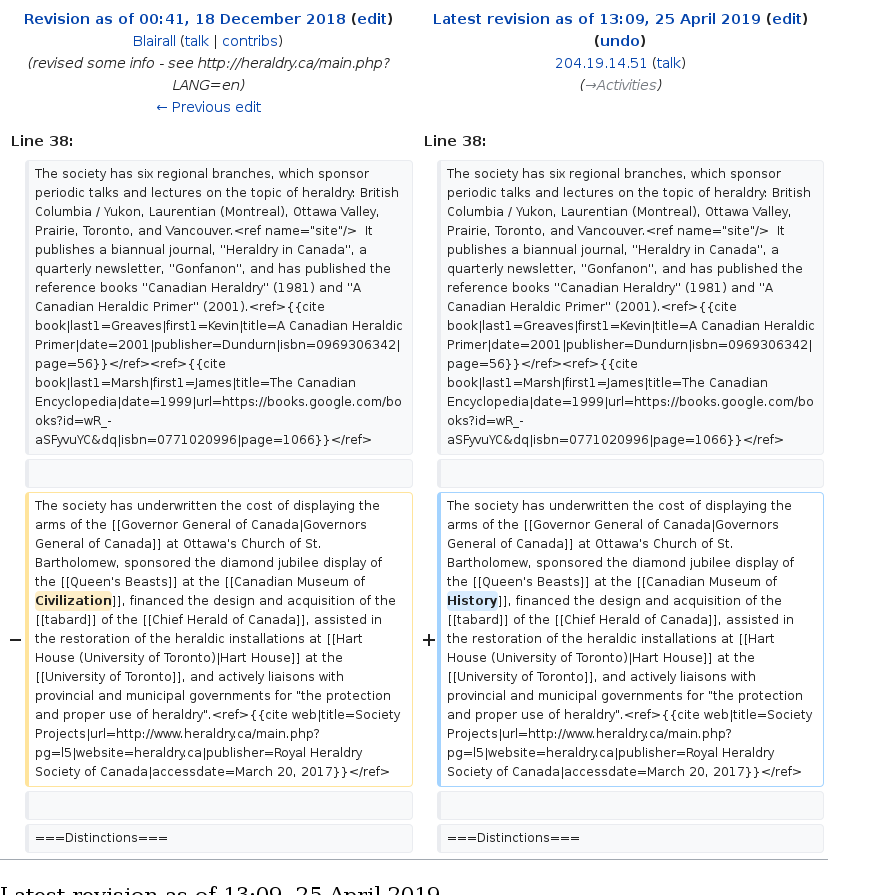 Revision as of 00:41, 18 December 2018 (edit)
Blairall (talk | contribs)
(revised some info - see http://heraldry.ca/main.php?
LANG=en)
← Previous edit
Latest revision as of 13:09, 25 April 2019 (edit)
(undo)
204.19.14.51 (talk)
(→Activities)
Line 38:
The society has six regional branches, which sponsor
periodic talks and lectures on the topic of heraldry: British
Columbia / Yukon, Laurentian (Montreal), Ottawa Valley,
Prairie, Toronto, and Vancouver.<ref name="site"/>  It
publishes a biannual journal, ''Heraldry in Canada'', a
quarterly newsletter, ''Gonfanon'', and has published the
reference books ''Canadian Heraldry'' (1981) and ''A
Canadian Heraldic Primer'' (2001).<ref>{{cite
book|last1=Greaves|first1=Kevin|title=A Canadian Heraldic
Primer|date=2001|publisher=Dundurn|isbn=0969306342|
page=56}}</ref><ref>{{cite
book|last1=Marsh|first1=James|title=The Canadian
Encyclopedia|date=1999|url=https://books.google.com/bo
oks?id=wR_-
aSFyvuYC&dq|isbn=0771020996|page=1066}}</ref>
Line 38:
The society has six regional branches, which sponsor
periodic talks and lectures on the topic of heraldry: British
Columbia / Yukon, Laurentian (Montreal), Ottawa Valley,
Prairie, Toronto, and Vancouver.<ref name="site"/>  It
publishes a biannual journal, ''Heraldry in Canada'', a
quarterly newsletter, ''Gonfanon'', and has published the
reference books ''Canadian Heraldry'' (1981) and ''A
Canadian Heraldic Primer'' (2001).<ref>{{cite
book|last1=Greaves|first1=Kevin|title=A Canadian Heraldic
Primer|date=2001|publisher=Dundurn|isbn=0969306342|
page=56}}</ref><ref>{{cite
book|last1=Marsh|first1=James|title=The Canadian
Encyclopedia|date=1999|url=https://books.google.com/bo
oks?id=wR_-
aSFyvuYC&dq|isbn=0771020996|page=1066}}</ref>
−
The society has underwritten the cost of displaying the
arms of the [[Governor General of Canada|Governors
General of Canada]] at Ottawa's Church of St.
Bartholomew, sponsored the diamond jubilee display of
the [[Queen's Beasts]] at the [[Canadian Museum of
Civilization]], financed the design and acquisition of the
[[tabard]] of the [[Chief Herald of Canada]], assisted in
the restoration of the heraldic installations at [[Hart
House (University of Toronto)|Hart House]] at the
[[University of Toronto]], and actively liaisons with
provincial and municipal governments for "the protection
and proper use of heraldry".<ref>{{cite web|title=Society
Projects|url=http://www.heraldry.ca/main.php?
pg=l5|website=heraldry.ca|publisher=Royal Heraldry
Society of Canada|accessdate=March 20, 2017}}</ref>
+
The society has underwritten the cost of displaying the
arms of the [[Governor General of Canada|Governors
General of Canada]] at Ottawa's Church of St.
Bartholomew, sponsored the diamond jubilee display of
the [[Queen's Beasts]] at the [[Canadian Museum of
History]], financed the design and acquisition of the
[[tabard]] of the [[Chief Herald of Canada]], assisted in
the restoration of the heraldic installations at [[Hart
House (University of Toronto)|Hart House]] at the
[[University of Toronto]], and actively liaisons with
provincial and municipal governments for "the protection
and proper use of heraldry".<ref>{{cite web|title=Society
Projects|url=http://www.heraldry.ca/main.php?
pg=l5|website=heraldry.ca|publisher=Royal Heraldry
Society of Canada|accessdate=March 20, 2017}}</ref>
===Distinctions===
===Distinctions===
Latest revision as of 13:09, 25 April 2019